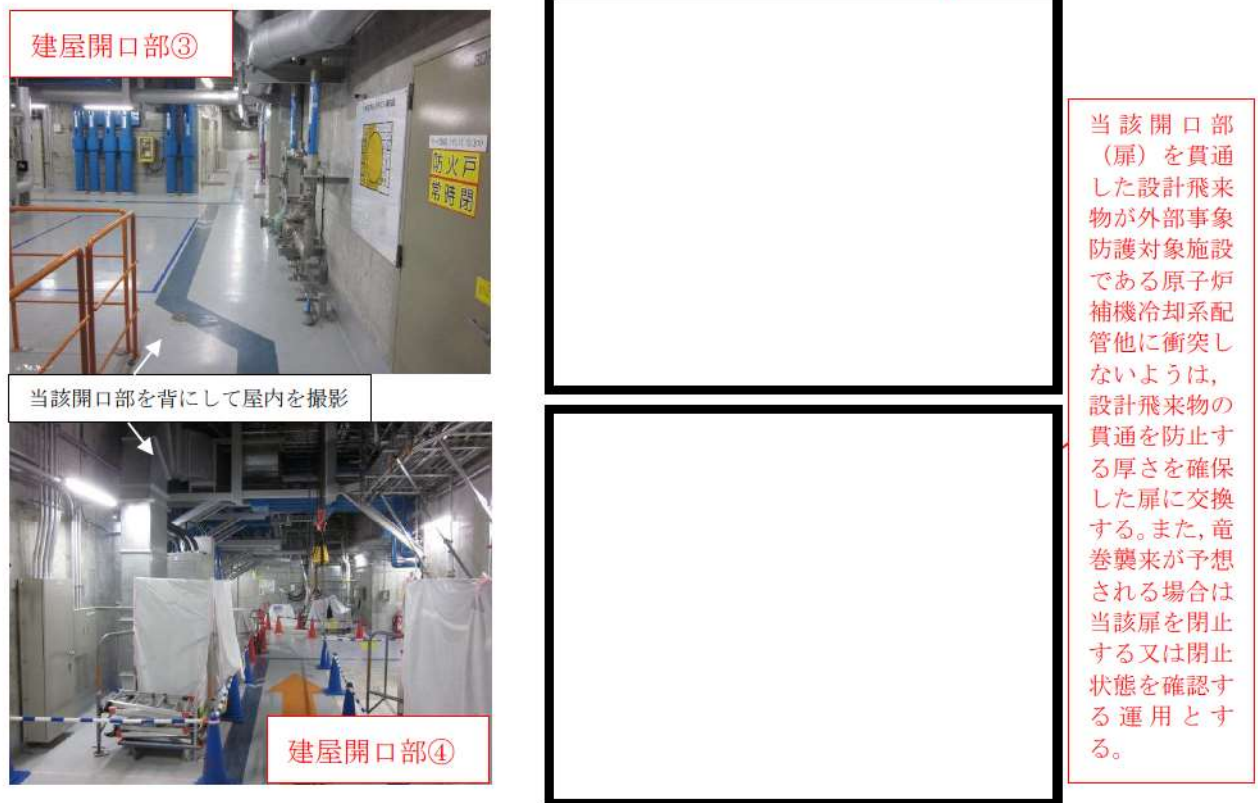 建屋開口部③
防火戸
常時閉
当該開口部を背にして屋内を撮影
建屋開口部④
当該開口部
（扉）を貫通
した設計飛来
物が外部事象
防護対象施設
である原子炉
補機冷却系配
管他に衝突し
ないようは，
設計飛来物の
貫通を防止す
る厚さを確保
した扉に交換
する。また，竜
巻襲来が予想
される場合は
当該扉を閉止
する又は閉止
状態を確認す
る運用とす
る。